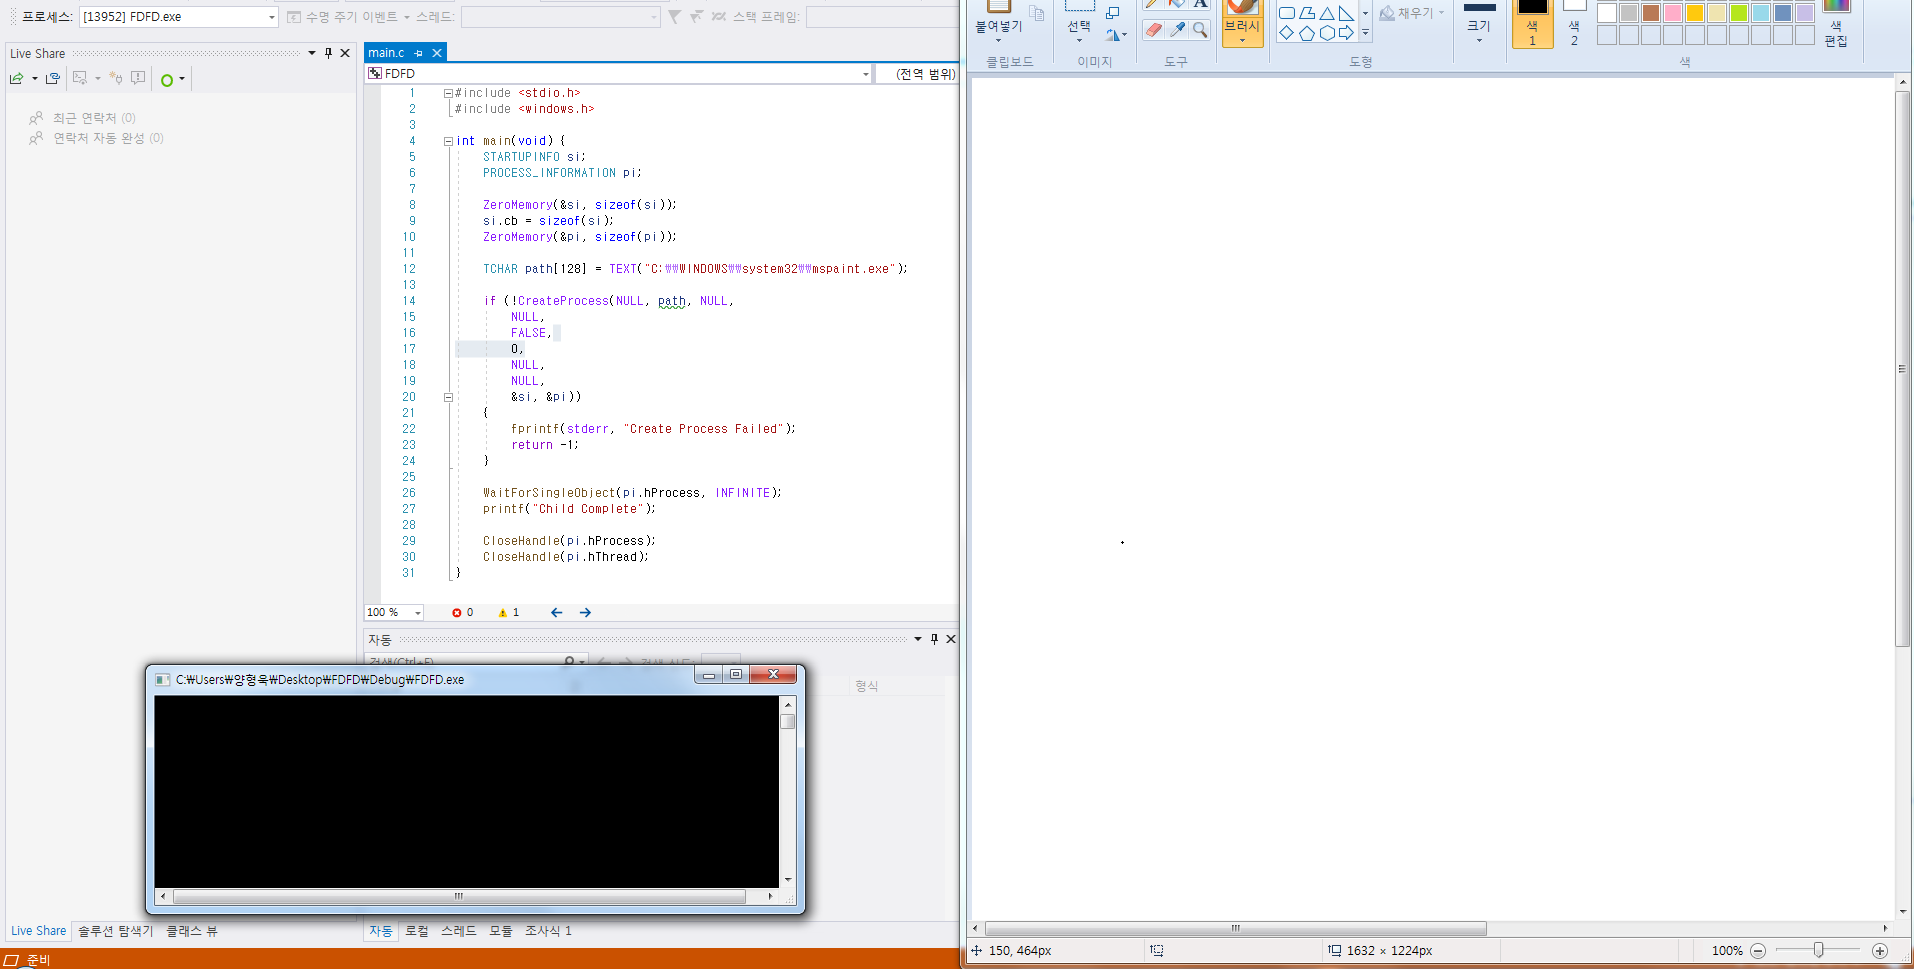 프로세스: [13952] FDFD.exe 수명 주기 이벤트 스레드: 스택 프레임:
Live Share
최근 연락처 (0)
연락처 자동 완성 (0)
main.c
FDFD (전역 범위)
1 #include <stdio.h>
2 #include <windows.h>
3
4 int main(void) {
5 STARTUPINFO si;
6 PROCESS_INFORMATION pi;
7
8 ZeroMemory(&si, sizeof(si));
9 si.cb = sizeof(si);
10 ZeroMemory(&pi, sizeof(pi));
11
12 TCHAR path[128] = TEXT("C:₩₩WINDOWS₩₩system32₩₩mspaint.exe");
13
14 if (!CreateProcess(NULL, path, NULL,
15 NULL,
16 FALSE,
17 0,
18 NULL,
19 NULL,
20 &si, &pi))
21 {
22 fprintf(stderr, "Create Process Failed");
23 return -1;
24 }
25
26 WaitForSingleObject(pi.hProcess, INFINITE);
27 printf("Child Complete");
28
29 CloseHandle(pi.hProcess);
30 CloseHandle(pi.hThread);
31 }
100 % 0 1
자동
검색(Ctrl+E)
형식
C:₩Users₩양형욱₩Desktop₩FDFD₩Debug₩FDFD.exe
Live Share 솔루션 탐색기 클래스 뷰
자동 로컬 스레드 모듈 조사식 1
준비
붙여넣기 선택 A 브러시 채우기 크기 색 1 색 2 색 편집
클립보드 이미지 도구 도형 색
150, 464px 1632 × 1224px 100%